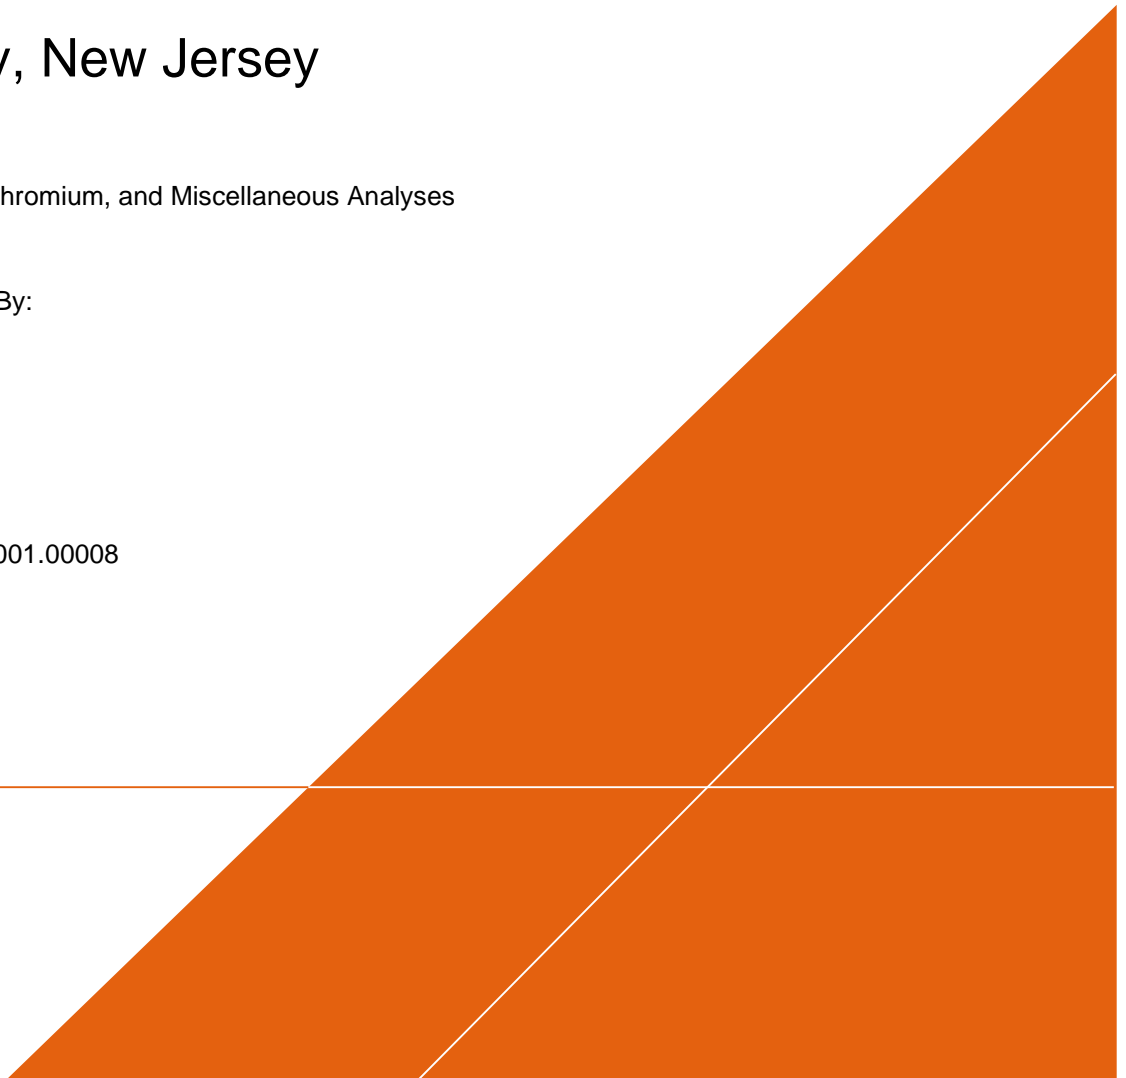 , New Jersey
hromium, and Miscellaneous Analyses
By:
001.00008